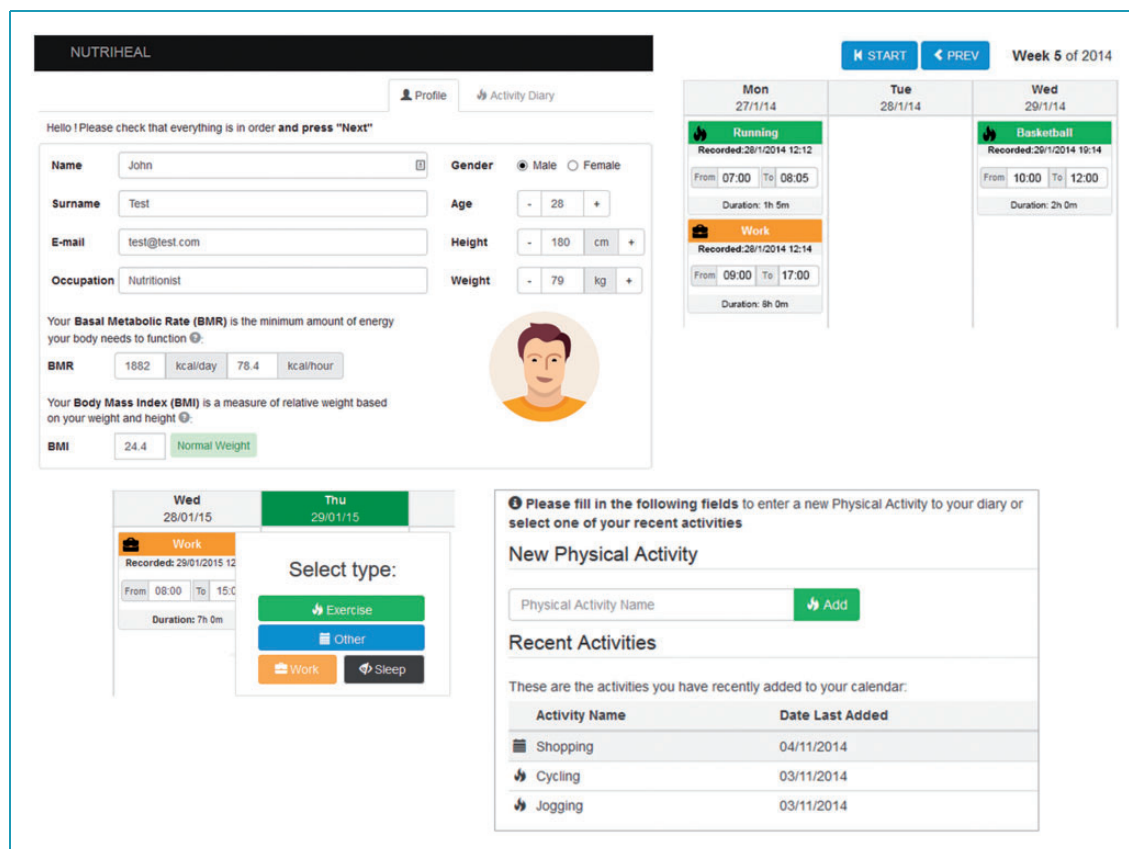 NUTRIHEAL
Profile Activity Diary
Hello ! Please check that everything is in order and press "Next"
Name John
Surname Test
E-mail test@test.com
Occupation Nutritionist
Gender Male Female
Age - 28 +
Height - 180 cm +
Weight - 79 kg +
Your Basal Metabolic Rate (BMR) is the minimum amount of energy
your body needs to function ?:
BMR 1882 kcal/day 78.4 kcal/hour
Your Body Mass Index (BMI) is a measure of relative weight based
on your weight and height ?:
BMI 24.4 Normal Weight
START PREV Week 5 of 2014
Mon Tue Wed
27/1/14 28/1/14 29/1/14
Running
Recorded:28/1/2014 12:12
From 07:00 To 08:05
Duration: 1h 5m
Work
Recorded:28/1/2014 12:14
From 09:00 To 17:00
Duration: 8h 0m
Basketball
Recorded:29/1/2014 19:14
From 10:00 To 12:00
Duration: 2h 0m
Wed Thu
28/01/15 29/01/15
Work
Recorded: 29/01/2015 12
From 08:00 To 15:0
Duration: 7h 0m
Select type:
Exercise
Other
Work Sleep
Please fill in the following fields to enter a new Physical Activity to your diary or
select one of your recent activities
New Physical Activity
Physical Activity Name Add
Recent Activities
These are the activities you have recently added to your calendar:
Activity Name Date Last Added
Shopping 04/11/2014
Cycling 03/11/2014
Jogging 03/11/2014